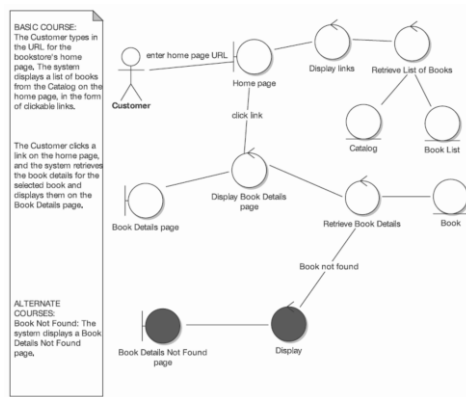 BASIC COURSE:
The Customer types in
the URL for the
bookstore's home
page. The system
displays a list of books
from the Catalog on the
home page, in the form
of clickable links.
The Customer clicks a
link on the home page,
and the system retrieves
the book details for the
selected book and
displays them on the
Book Details page.
ALTERNATE
COURSES:
Book Not Found: The
system displays a Book
Details Not Found
page.
enter home page URL
Customer
Home page
Display links
Retrieve List of Books
click link
Catalog
Book List
Book Details page
Display Book Details
page
Retrieve Book Details
Book
Book not found
Book Details Not Found
page
Display